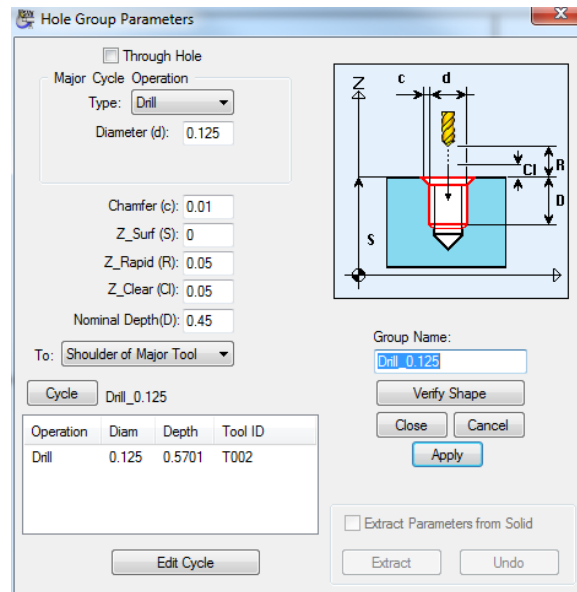 Hole Group Parameters
Through Hole
Major Cycle Operation
Type: Drill
Diameter (d): 0.125
Chamfer (c): 0.01
Z_Surf (S): 0
Z_Rapid (R): 0.05
Z_Clear (Cl): 0.05
Nominal Depth(D): 0.45
To: Shoulder of Major Tool
Cycle Drill_0.125
Operation Diam Depth Tool ID
Drill 0.125 0.5701 T002
Edit Cycle
Z c d
Cl R
D
S
Group Name:
Drill_0.125
Verify Shape
Close Cancel
Apply
Extract Parameters from Solid
Extract Undo